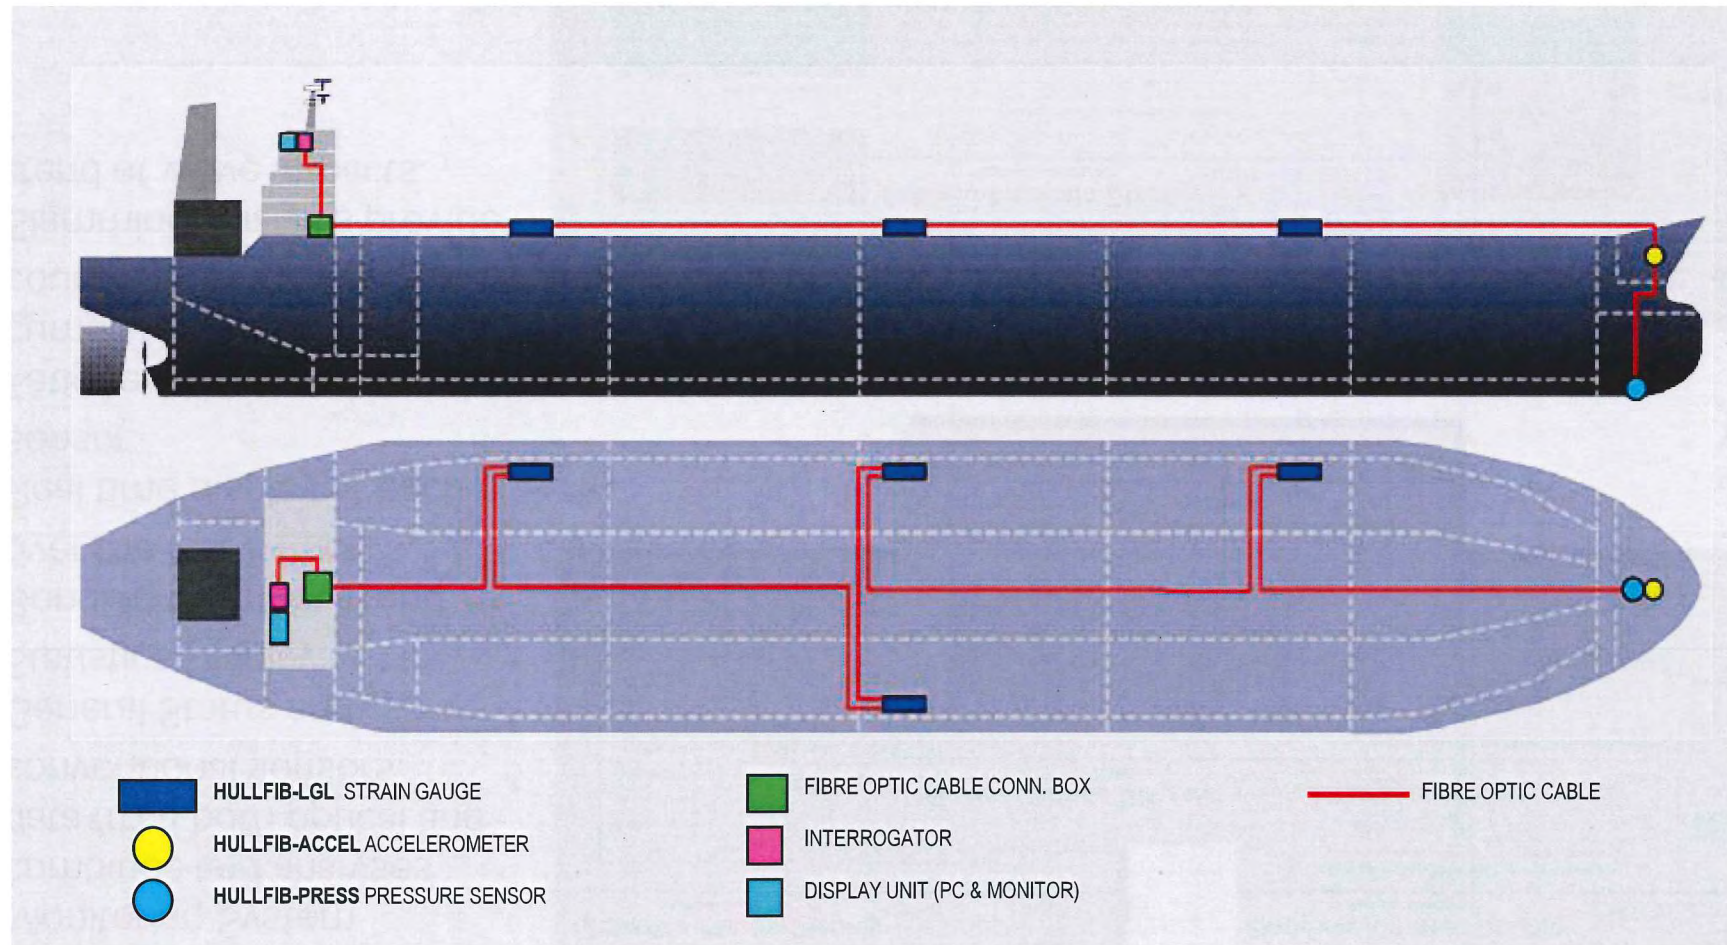 HULLFIB-LGL STRAIN GAUGE
HULLFIB-ACCEL ACCELEROMETER
HULLFIB-PRESS PRESSURE SENSOR
FIBRE OPTIC CABLE CONN. BOX
INTERROGATOR
DISPLAY UNIT (PC & MONITOR)
FIBRE OPTIC CABLE